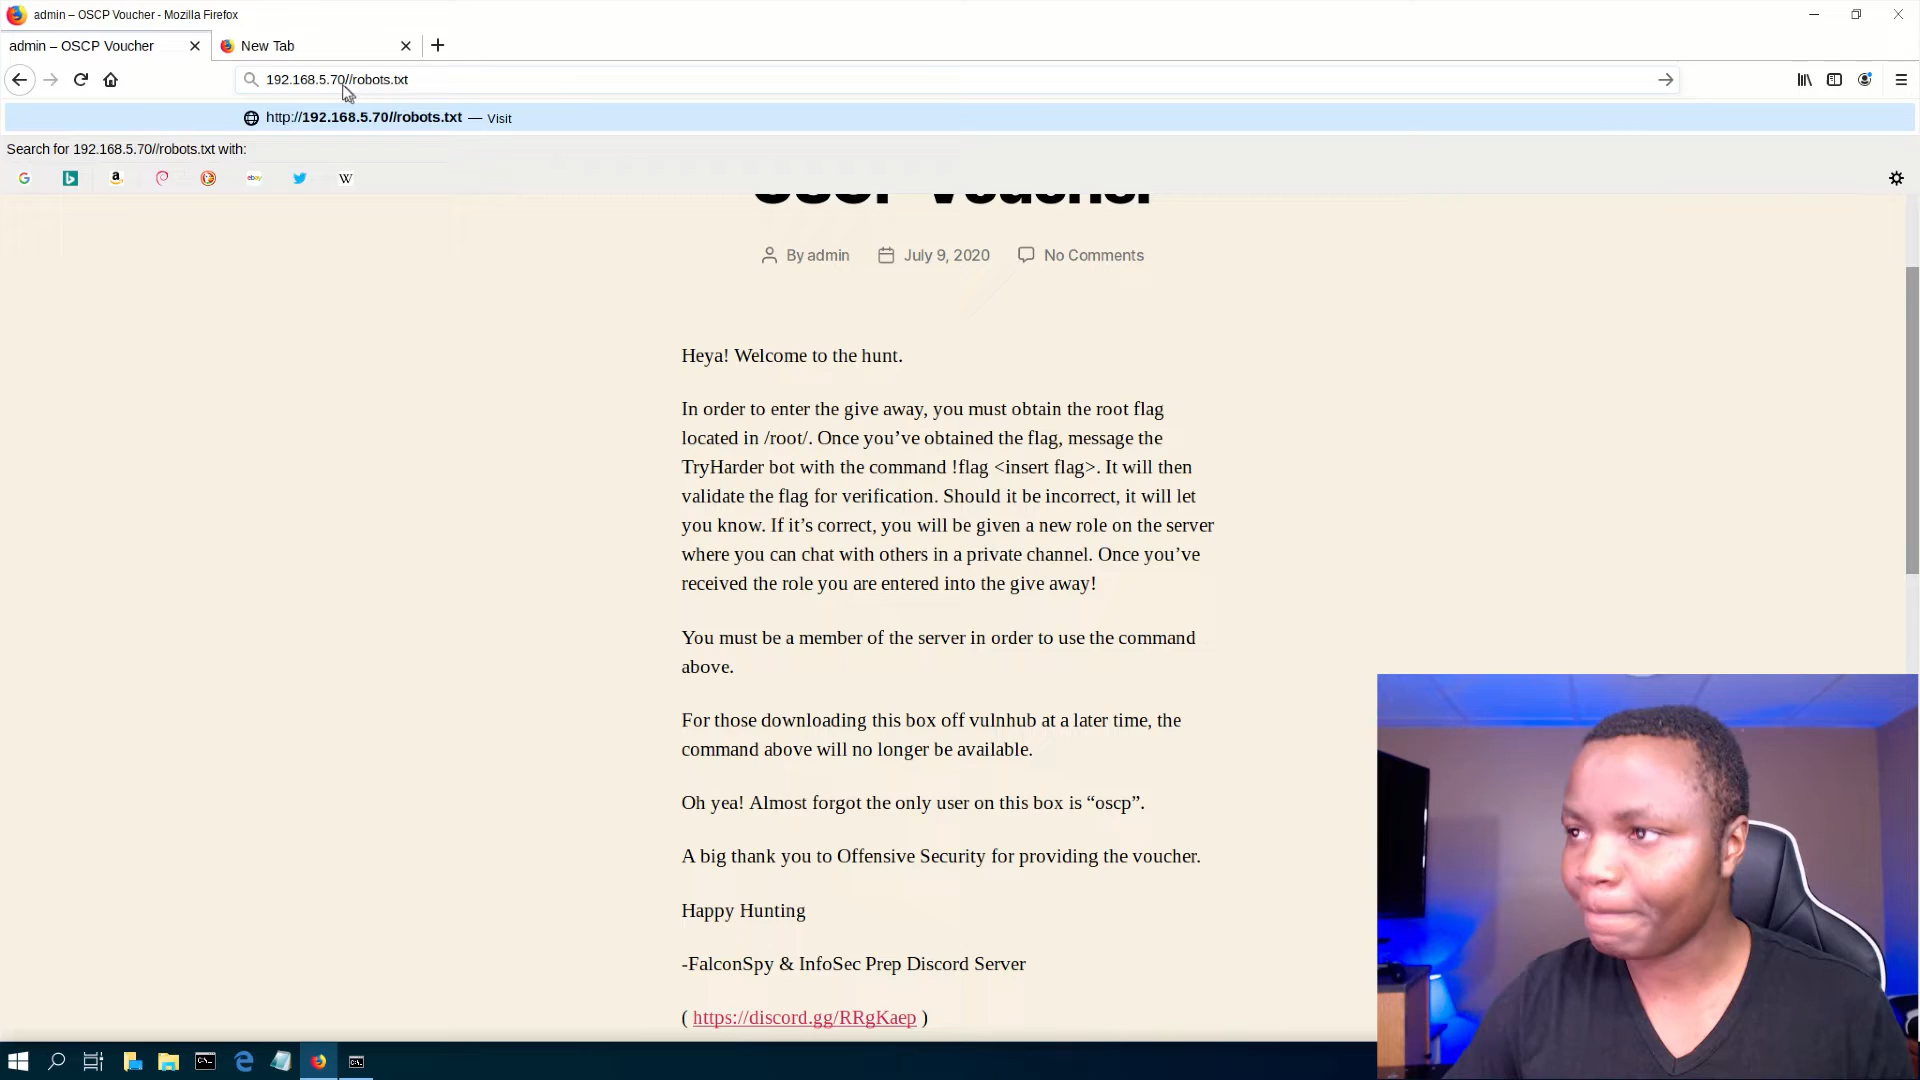 admin – OSCP Voucher - Mozilla Firefox
admin – OSCP Voucher
New Tab
192.168.5.70//robots.txt
http://192.168.5.70//robots.txt — Visit
Search for 192.168.5.70//robots.txt with:
G
b
a
ebay
W
OSCP Voucher
By admin
July 9, 2020
No Comments
Heya! Welcome to the hunt.
In order to enter the give away, you must obtain the root flag
located in /root/. Once you’ve obtained the flag, message the
TryHarder bot with the command !flag <insert flag>. It will then
validate the flag for verification. Should it be incorrect, it will let
you know. If it’s correct, you will be given a new role on the server
where you can chat with others in a private channel. Once you’ve
received the role you are entered into the give away!
You must be a member of the server in order to use the command
above.
For those downloading this box off vulnhub at a later time, the
command above will no longer be available.
Oh yea! Almost forgot the only user on this box is “oscp”.
A big thank you to Offensive Security for providing the voucher.
Happy Hunting
-FalconSpy & InfoSec Prep Discord Server
( https://discord.gg/RRgKaep )